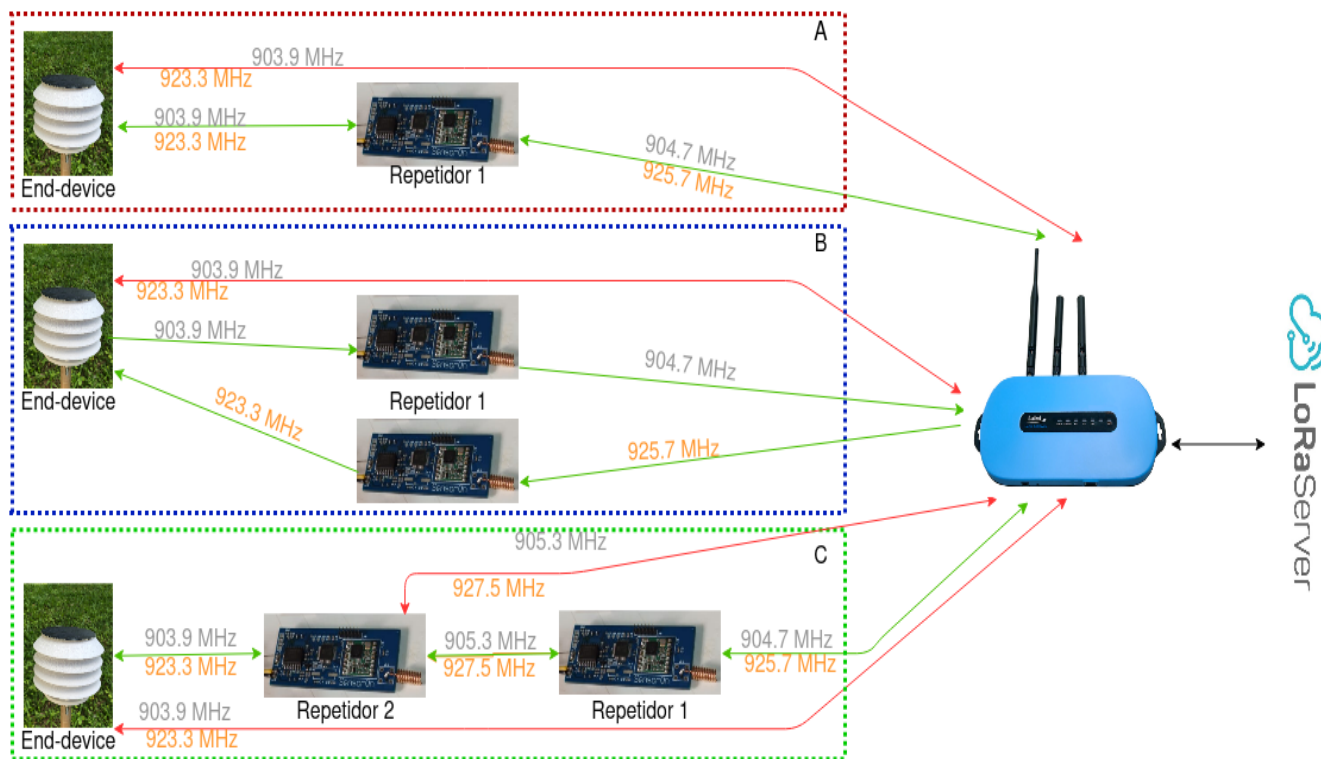 A
903.9 MHz
923.3 MHz
903.9 MHz
923.3 MHz
904.7 MHz
925.7 MHz
Repetidor 1
End-device
B
903.9 MHz
923.3 MHz
903.9 MHz
904.7 MHz
Repetidor 1
End-device
923.3 MHz
925.7 MHz
C
905.3 MHz
927.5 MHz
903.9 MHz
923.3 MHz
905.3 MHz
927.5 MHz
904.7 MHz
925.7 MHz
Repetidor 2
Repetidor 1
903.9 MHz
923.3 MHz
End-device
LoRaServer